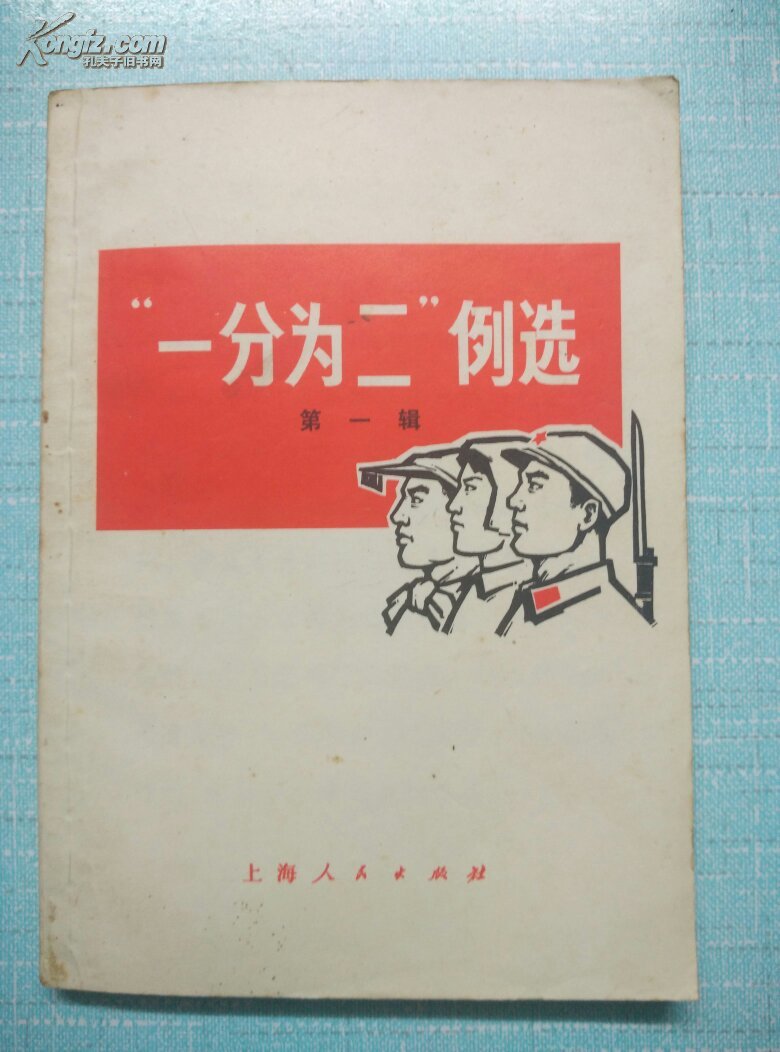 Kongfz.com
孔夫子旧书网
“一分为二”例选
第一辑
上海人民出版社